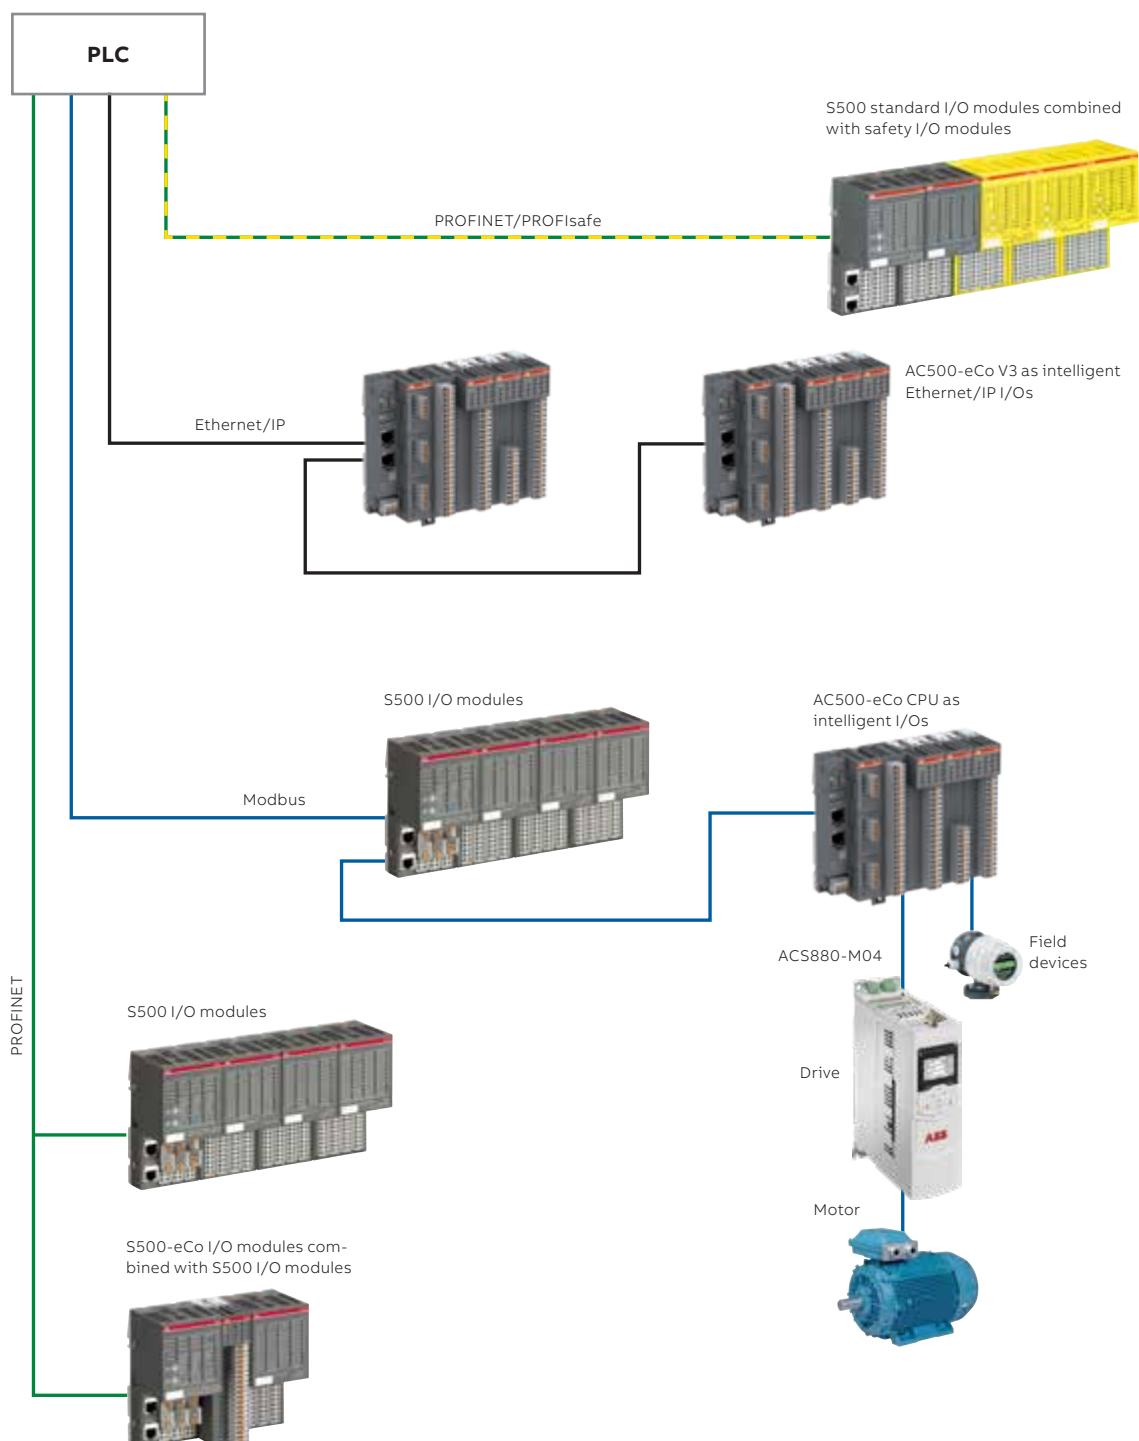 PLC
S500 standard I/O modules combined
with safety I/O modules
PROFINET/PROFIsafe
AC500-eCo V3 as intelligent
Ethernet/IP I/Os
Ethernet/IP
S500 I/O modules
AC500-eCo CPU as
intelligent I/Os
Modbus
ACS880-M04
Field
devices
PROFINET
S500 I/O modules
Drive
ABB
Motor
S500-eCo I/O modules com-
bined with S500 I/O modules